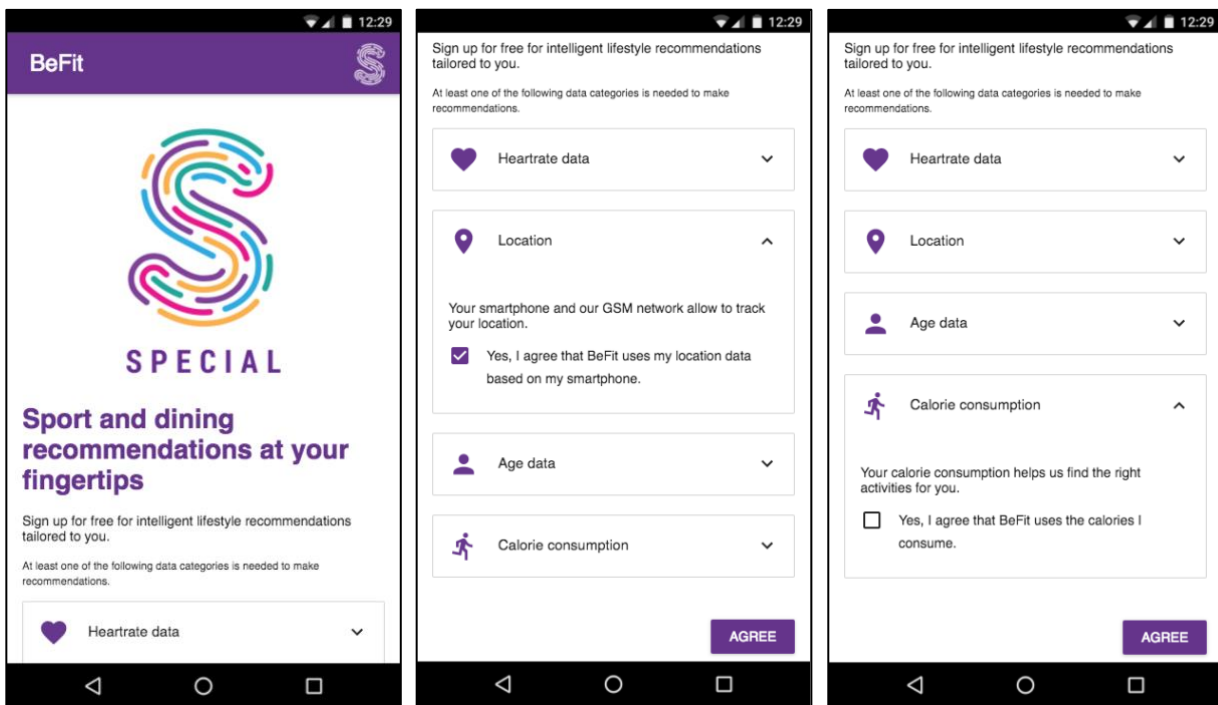 12:29
BeFit
SPECIAL
Sport and dining
recommendations at your
fingertips
Sign up for free for intelligent lifestyle recommendations
tailored to you.
At least one of the following data categories is needed to make
recommendations.
Heartrate data
12:29
Sign up for free for intelligent lifestyle recommendations
tailored to you.
At least one of the following data categories is needed to make
recommendations.
Heartrate data
Location
Your smartphone and our GSM network allow to track
your location.
Yes, I agree that BeFit uses my location data
based on my smartphone.
Age data
Calorie consumption
AGREE
12:29
Sign up for free for intelligent lifestyle recommendations
tailored to you.
At least one of the following data categories is needed to make
recommendations.
Heartrate data
Location
Age data
Calorie consumption
Your calorie consumption helps us find the right
activities for you.
Yes, I agree that BeFit uses the calories I
consume.
AGREE